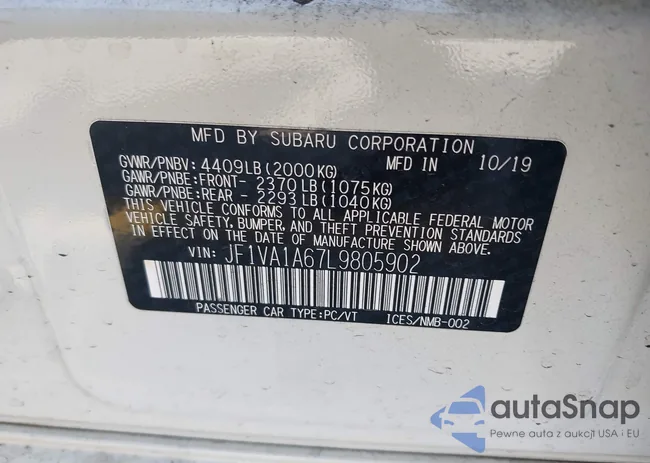 MFD BY SUBARU CORPORATION
MFD IN 10/19
GVWR/PNBV: 4409LB(2000KG)
GAWR/PNBE:FRONT- 2370LB(1075KG)
GAWR/PNBE:REAR - 2293LB(1040KG)
THIS VEHICLE CONFORMS TO ALL APPLICABLE FEDERAL MOTOR
VEHICLE SAFETY, BUMPER, AND THEFT PREVENTION STANDARDS
IN EFFECT ON THE DATE OF MANUFACTURE SHOWN ABOVE.
VIN: JF1VA1A67L9805902
PASSENGER CAR TYPE:PC/VT ICES/NMB-002
autaSnap
Pewne auta z aukcji USA i EU